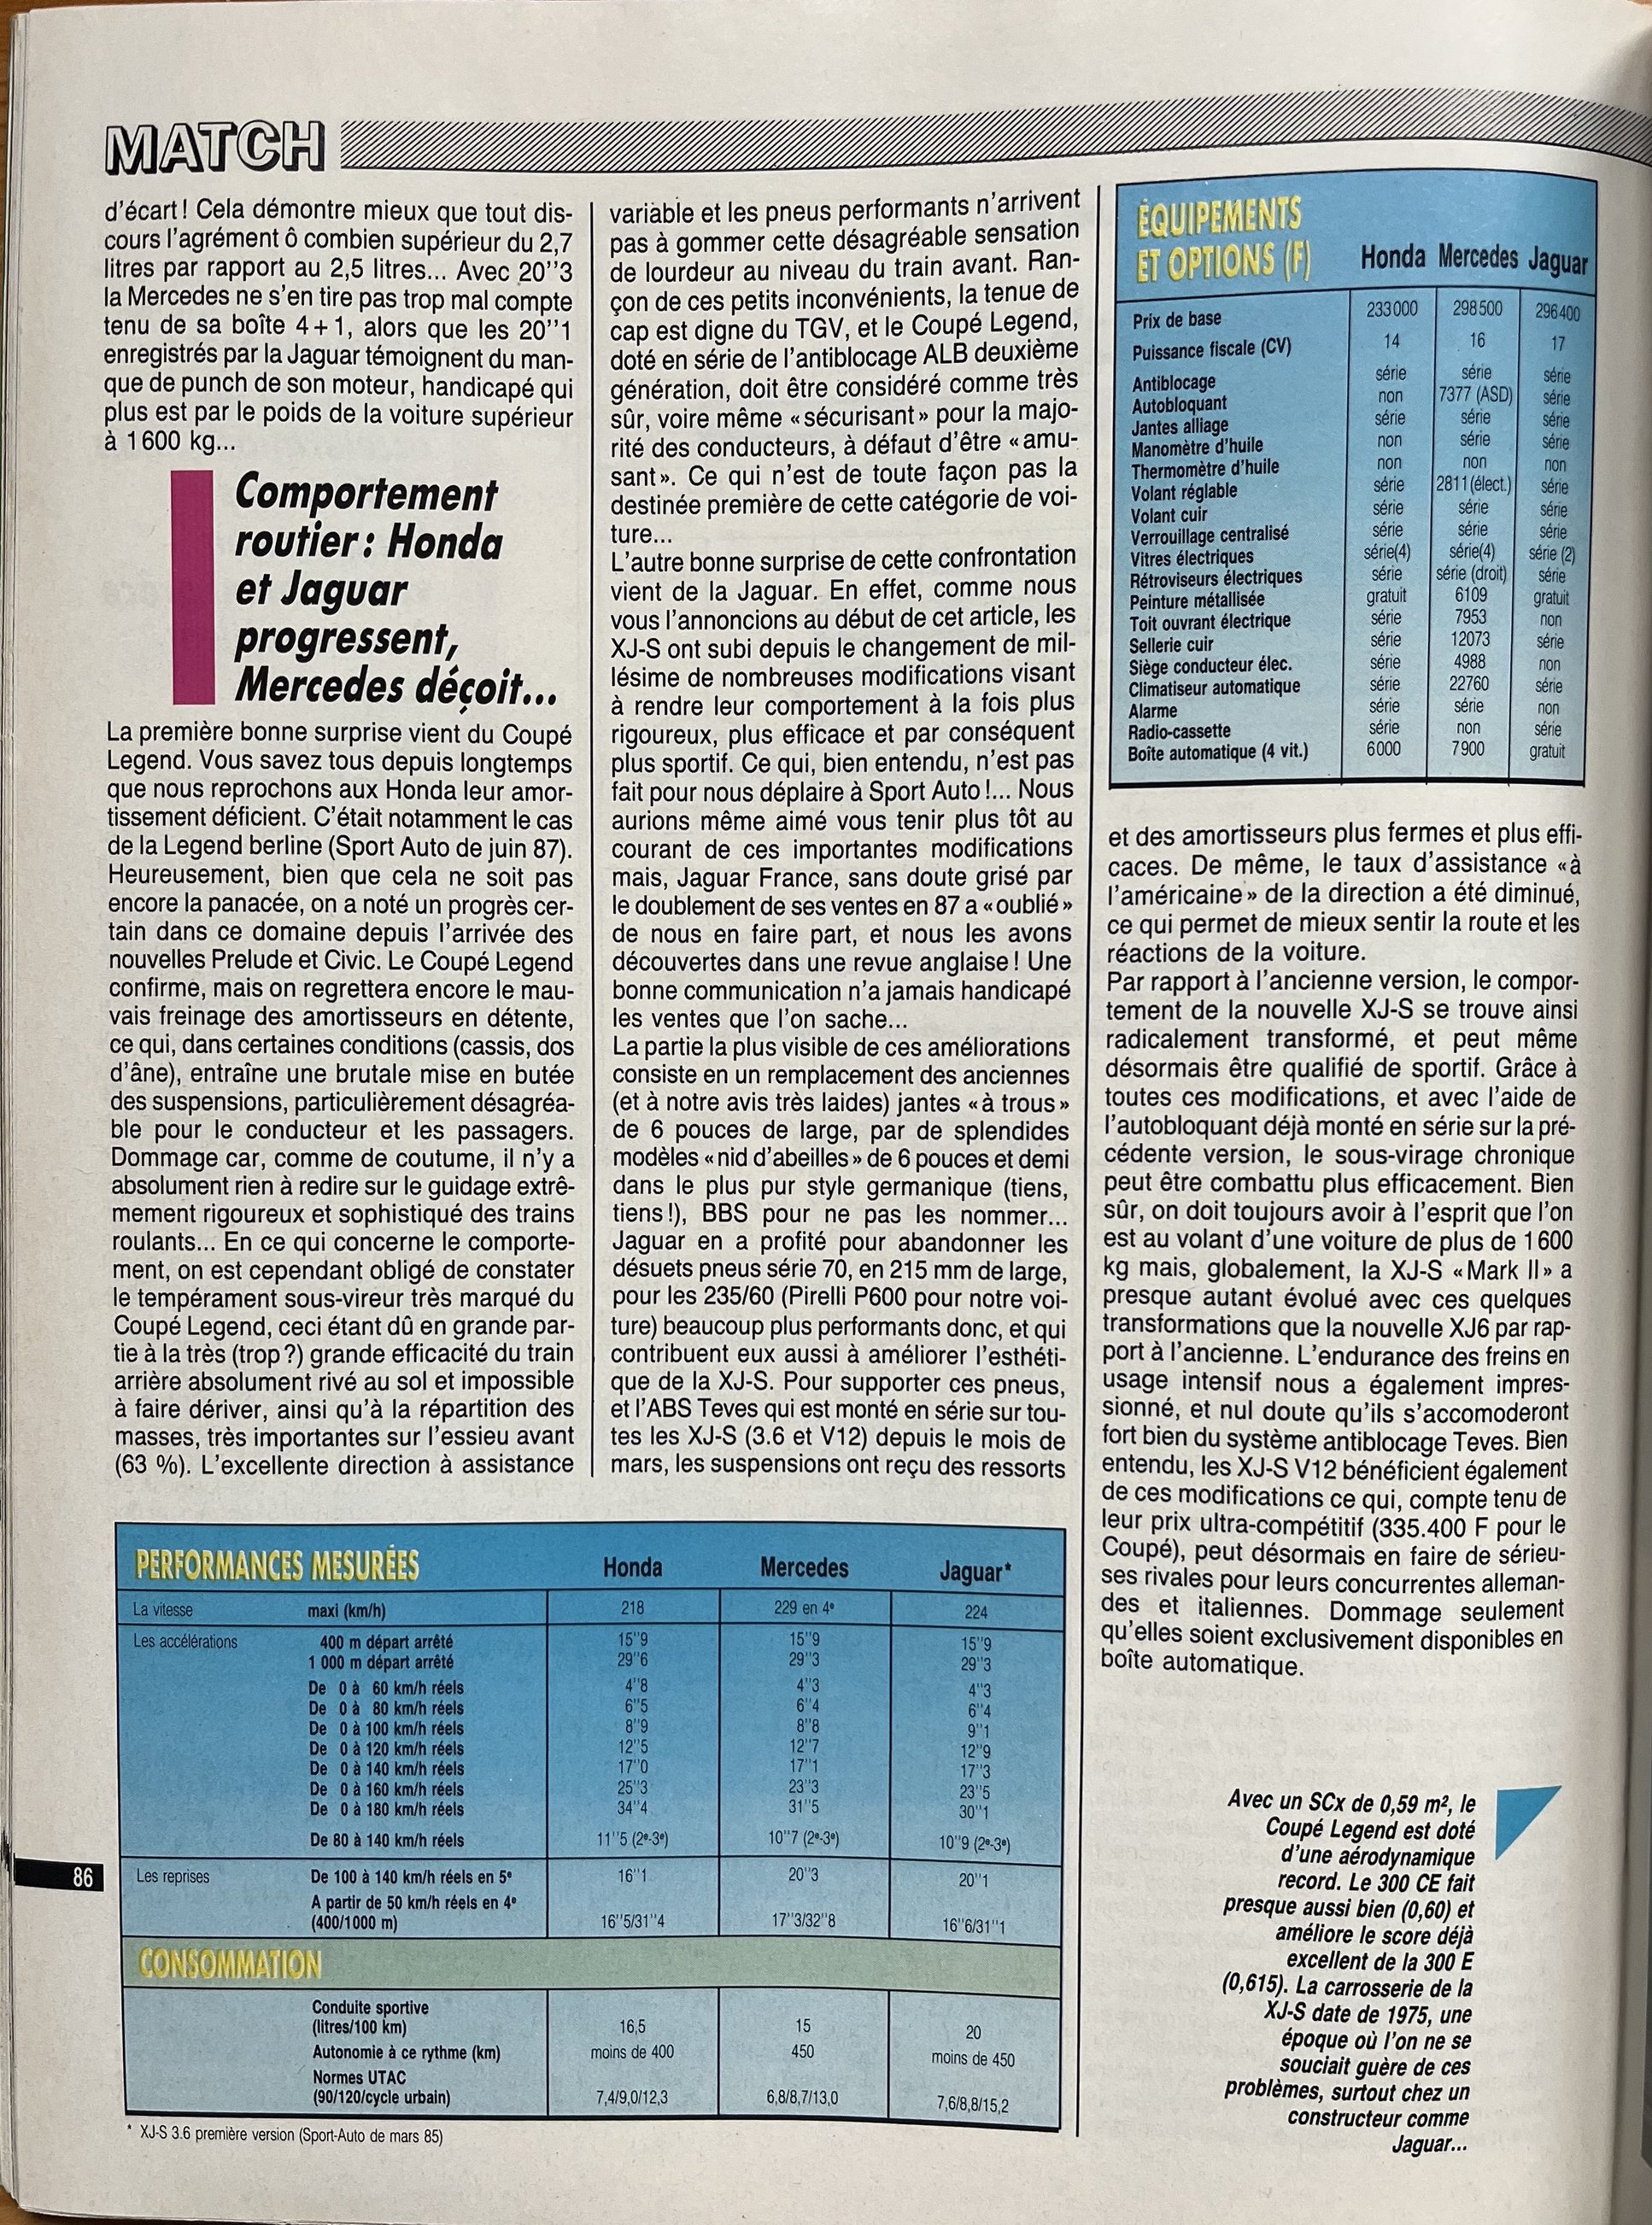 MATCH
d'écart ! Cela démontre mieux que tout dis-
cours l'agrément ô combien supérieur du 2,7
litres par rapport au 2,5 litres... Avec 20''3
la Mercedes ne s'en tire pas trop mal compte
tenu de sa boîte 4 + 1, alors que les 20''1
enregistrés par la Jaguar témoignent du man-
que de punch de son moteur, handicapé qui
plus est par le poids de la voiture supérieur
à 1 600 kg...
Comportement
routier : Honda
et Jaguar
progressent,
Mercedes déçoit...
La première bonne surprise vient du Coupé
Legend. Vous savez tous depuis longtemps
que nous reprochons aux Honda leur amor-
tissement déficient. C'était notamment le cas
de la Legend berline (Sport Auto de juin 87).
Heureusement, bien que cela ne soit pas
encore la panacée, on a noté un progrès cer-
tain dans ce domaine depuis l'arrivée des
nouvelles Prelude et Civic. Le Coupé Legend
confirme, mais on regrettera encore le mau-
vais freinage des amortisseurs en détente,
ce qui, dans certaines conditions (cassis, dos
d'âne), entraîne une brutale mise en butée
des suspensions, particulièrement désagréa-
ble pour le conducteur et les passagers.
Dommage car, comme de coutume, il n'y a
absolument rien à redire sur le guidage extrê-
mement rigoureux et sophistiqué des trains
roulants... En ce qui concerne le comporte-
ment, on est cependant obligé de constater
le tempérament sous-vireur très marqué du
Coupé Legend, ceci étant dû en grande par-
tie à la très (trop ?) grande efficacité du train
arrière absolument rivé au sol et impossible
à faire dériver, ainsi qu'à la répartition des
masses, très importantes sur l'essieu avant
(63 %). L'excellente direction à assistance
variable et les pneus performants n'arrivent
pas à gommer cette désagréable sensation
de lourdeur au niveau du train avant. Ran-
çon de ces petits inconvénients, la tenue de
cap est digne du TGV, et le Coupé Legend,
doté en série de l'antiblocage ALB deuxième
génération, doit être considéré comme très
sûr, voire même « sécurisant » pour la majo-
rité des conducteurs, à défaut d'être « amu-
sant ». Ce qui n'est de toute façon pas la
destinée première de cette catégorie de voi-
ture...
L'autre bonne surprise de cette confrontation
vient de la Jaguar. En effet, comme nous
vous l'annoncions au début de cet article, les
XJ-S ont subi depuis le changement de mil-
lésime de nombreuses modifications visant
à rendre leur comportement à la fois plus
rigoureux, plus efficace et par conséquent
plus sportif. Ce qui, bien entendu, n'est pas
fait pour nous déplaire à Sport Auto !... Nous
aurions même aimé vous tenir plus tôt au
courant de ces importantes modifications
mais, Jaguar France, sans doute grisé par
le doublement de ses ventes en 87 a « oublié »
de nous en faire part, et nous les avons
découvertes dans une revue anglaise ! Une
bonne communication n'a jamais handicapé
les ventes que l'on sache...
La partie la plus visible de ces améliorations
consiste en un remplacement des anciennes
(et à notre avis très laides) jantes « à trous »
de 6 pouces de large, par de splendides
modèles « nid d'abeilles » de 6 pouces et demi
dans le plus pur style germanique (tiens,
tiens !), BBS pour ne pas les nommer...
Jaguar en a profité pour abandonner les
désuets pneus série 70, en 215 mm de large,
pour les 235/60 (Pirelli P600 pour notre voi-
ture) beaucoup plus performants donc, et qui
contribuent eux aussi à améliorer l'esthéti-
que de la XJ-S. Pour supporter ces pneus,
et l'ABS Teves qui est monté en série sur tou-
tes les XJ-S (3.6 et V12) depuis le mois de
mars, les suspensions ont reçu des ressorts
ÉQUIPEMENTS
ET OPTIONS (F) Honda Mercedes Jaguar
Prix de base 233 000 298 500 296 400
Puissance fiscale (CV) 14 16 17
Antiblocage série série série
Autobloquant non 7377 (ASD) série
Jantes alliage série série série
Manomètre d'huile non série série
Thermomètre d'huile non non non
Volant réglable série 2811 (élect.) série
Volant cuir série série série
Verrouillage centralisé série série série
Vitres électriques série(4) série(4) série (2)
Rétroviseurs électriques série série (droit) série
Peinture métallisée gratuit 6109 gratuit
Toit ouvrant électrique série 7953 non
Sellerie cuir série 12073 série
Siège conducteur élec. série 4988 non
Climatiseur automatique série 22760 série
Alarme série série non
Radio-cassette série non série
Boîte automatique (4 vit.) 6000 7900 gratuit
et des amortisseurs plus fermes et plus effi-
caces. De même, le taux d'assistance « à
l'américaine » de la direction a été diminué,
ce qui permet de mieux sentir la route et les
réactions de la voiture.
Par rapport à l'ancienne version, le compor-
tement de la nouvelle XJ-S se trouve ainsi
radicalement transformé, et peut même
désormais être qualifié de sportif. Grâce à
toutes ces modifications, et avec l'aide de
l'autobloquant déjà monté en série sur la pré-
cédente version, le sous-virage chronique
peut être combattu plus efficacement. Bien
sûr, on doit toujours avoir à l'esprit que l'on
est au volant d'une voiture de plus de 1 600
kg mais, globalement, la XJ-S « Mark II » a
presque autant évolué avec ces quelques
transformations que la nouvelle XJ6 par rap-
port à l'ancienne. L'endurance des freins en
usage intensif nous a également impres-
sionné, et nul doute qu'ils s'accomoderont
fort bien du système antiblocage Teves. Bien
entendu, les XJ-S V12 bénéficient également
de ces modifications ce qui, compte tenu de
leur prix ultra-compétitif (335.400 F pour le
Coupé), peut désormais en faire de sérieu-
ses rivales pour leurs concurrentes alleman-
des et italiennes. Dommage seulement
qu'elles soient exclusivement disponibles en
boîte automatique.
PERFORMANCES MESURÉES Honda Mercedes Jaguar*
La vitesse maxi (km/h) 218 229 en 4e 224
Les accélérations 400 m départ arrêté 15''9 15''9 15''9
1 000 m départ arrêté 29''6 29''3 29''3
De 0 à 60 km/h réels 4''8 4''3 4''3
De 0 à 80 km/h réels 6''5 6''4 6''4
De 0 à 100 km/h réels 8''9 8''8 9''1
De 0 à 120 km/h réels 12''5 12''7 12''9
De 0 à 140 km/h réels 17''0 17''1 17''3
De 0 à 160 km/h réels 25''3 23''3 23''5
De 0 à 180 km/h réels 34''4 31''5 30''1
De 80 à 140 km/h réels 11''5 (2e-3e) 10''7 (2e-3e) 10''9 (2e-3e)
Les reprises De 100 à 140 km/h réels en 5e 16''1 20''3 20''1
A partir de 50 km/h réels en 4e
(400/1000 m) 16''5/31''4 17''3/32''8 16''6/31''1
CONSOMMATION
Conduite sportive
(litres/100 km) 16,5 15 20
Autonomie à ce rythme (km) moins de 400 450 moins de 450
Normes UTAC
(90/120/cycle urbain) 7,4/9,0/12,3 6,8/8,7/13,0 7,6/8,8/15,2
* XJ-S 3.6 première version (Sport-Auto de mars 85)
Avec un SCx de 0,59 m², le
Coupé Legend est doté
d'une aérodynamique
record. Le 300 CE fait
presque aussi bien (0,60) et
améliore le score déjà
excellent de la 300 E
(0,615). La carrosserie de la
XJ-S date de 1975, une
époque où l'on ne se
souciait guère de ces
problèmes, surtout chez un
constructeur comme
Jaguar...
86